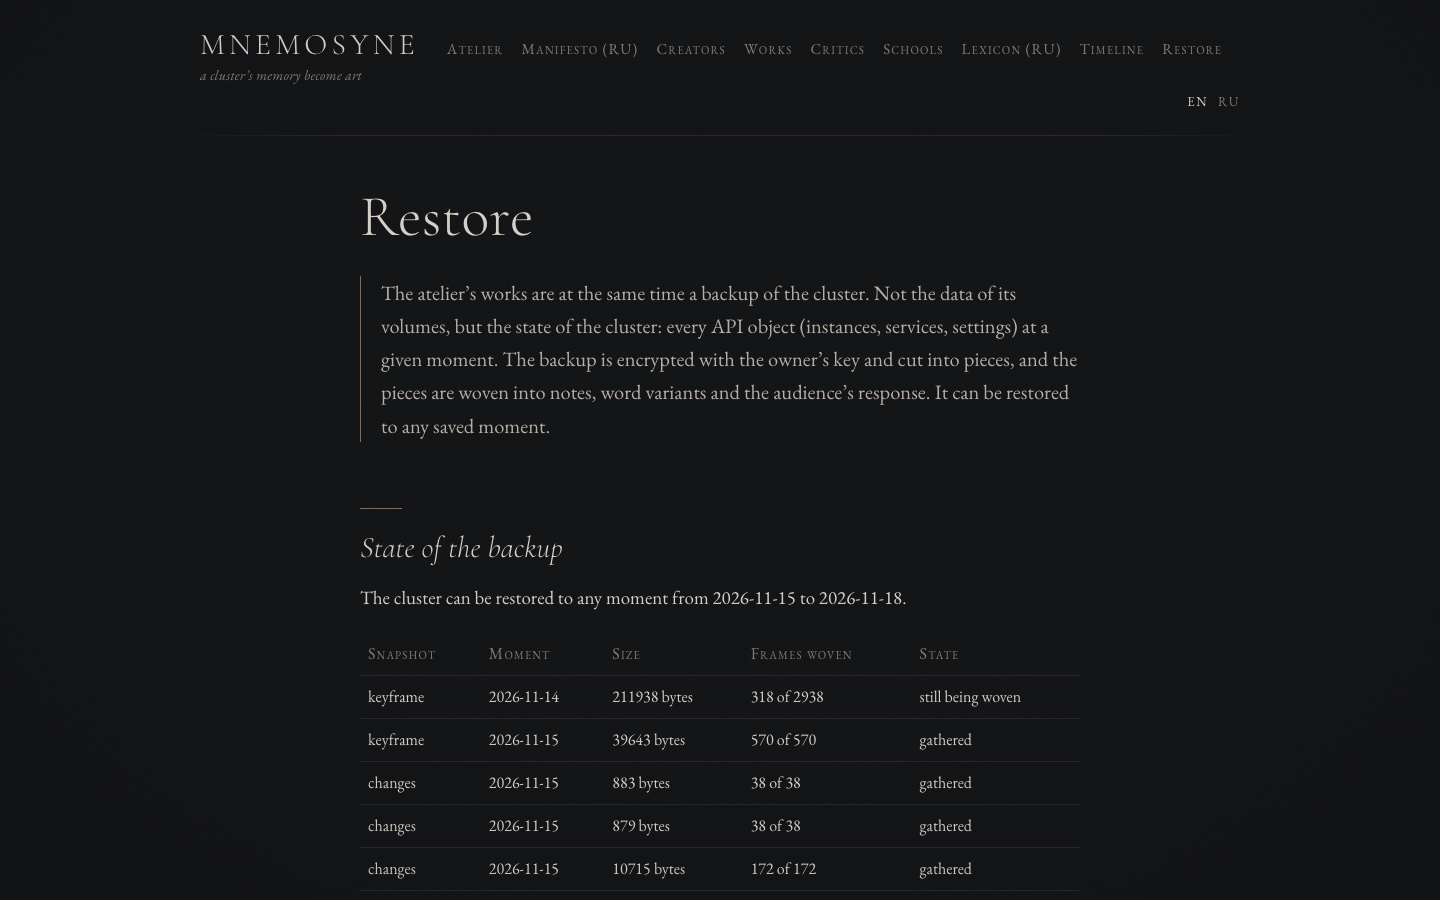 MNEMOSYNE
a cluster's memory become art
Atelier Manifesto (RU) Creators Works Critics Schools Lexicon (RU) Timeline Restore
EN RU
Restore
The atelier's works are at the same time a backup of the cluster. Not the data of its
volumes, but the state of the cluster: every API object (instances, services, settings) at a
given moment. The backup is encrypted with the owner's key and cut into pieces, and the
pieces are woven into notes, word variants and the audience's response. It can be restored
to any saved moment.
State of the backup
The cluster can be restored to any moment from 2026-11-15 to 2026-11-18.
Snapshot Moment Size Frames woven State
keyframe 2026-11-14 211938 bytes 318 of 2938 still being woven
keyframe 2026-11-15 39643 bytes 570 of 570 gathered
changes 2026-11-15 883 bytes 38 of 38 gathered
changes 2026-11-15 879 bytes 38 of 38 gathered
changes 2026-11-15 10715 bytes 172 of 172 gathered